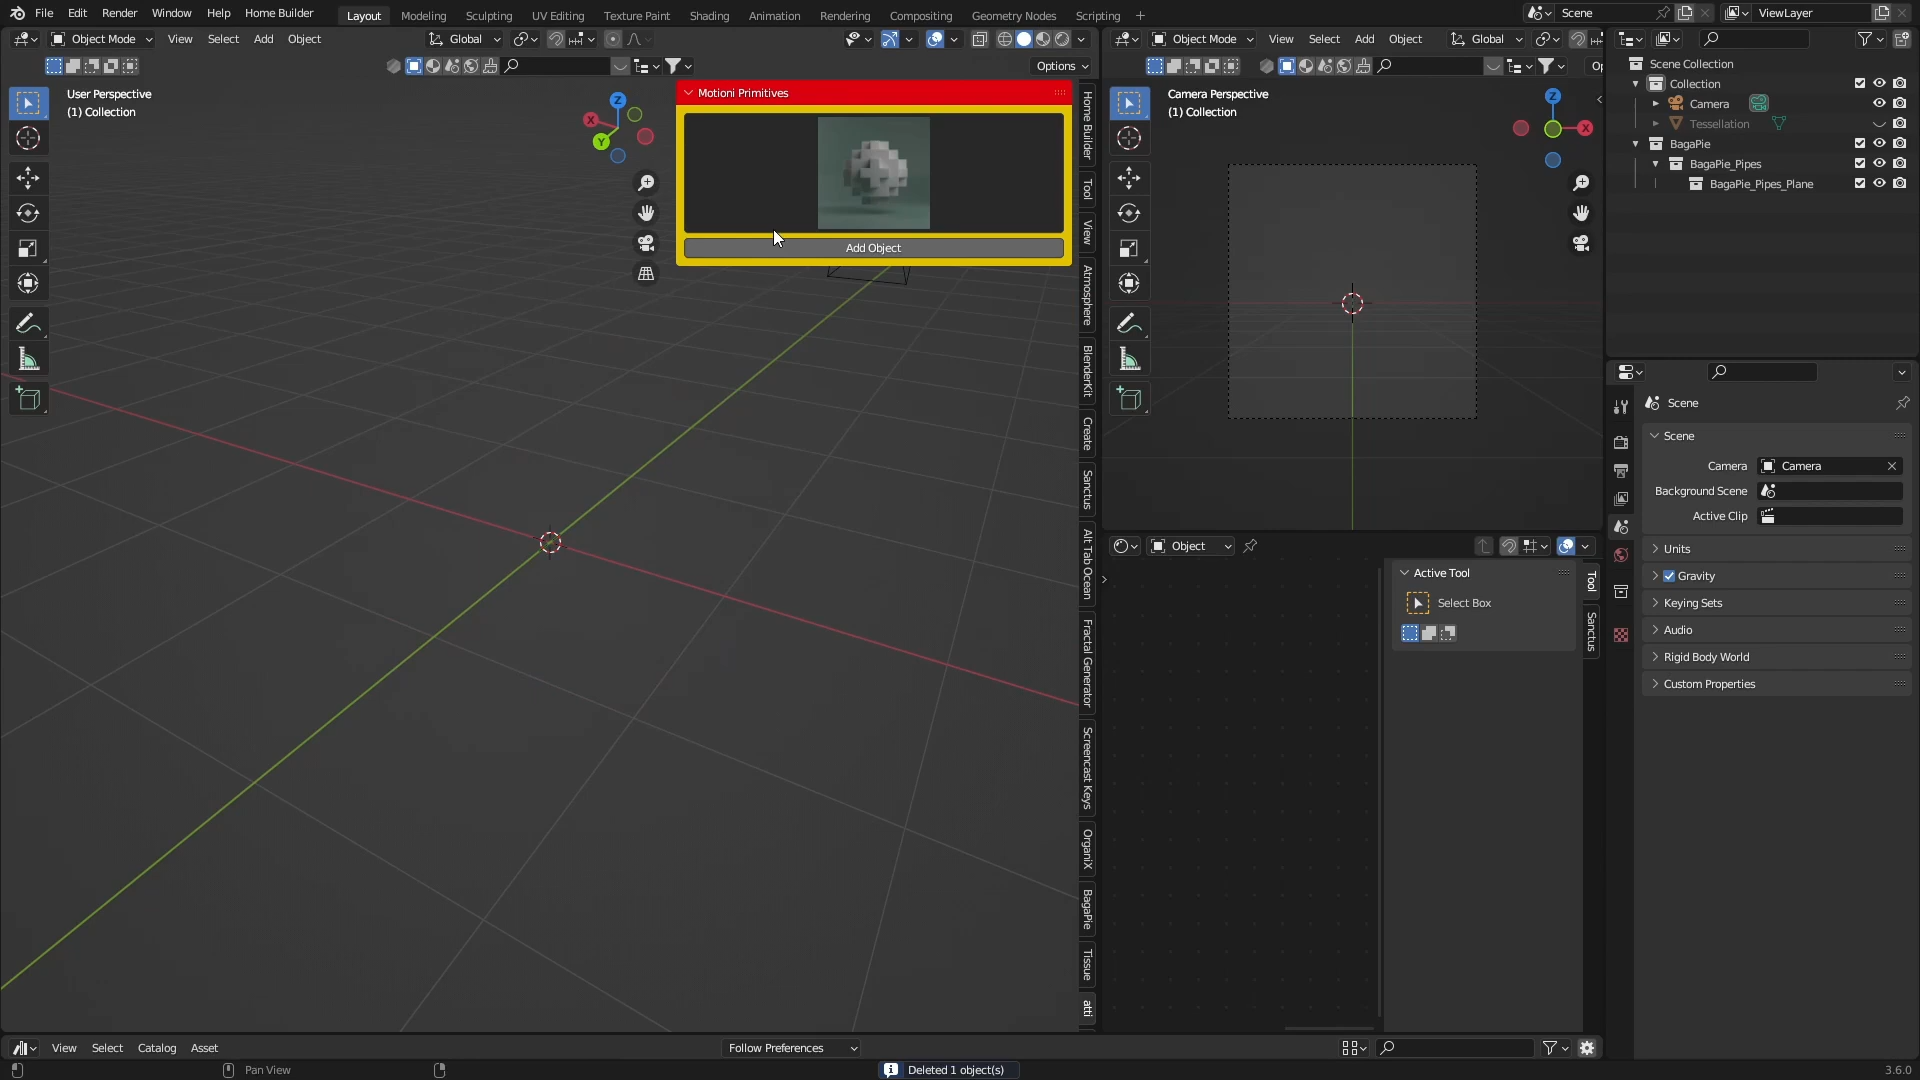 File Edit Render Window Help Home Builder
Layout Modeling Sculpting UV Editing Texture Paint Shading Animation Rendering Compositing Geometry Nodes Scripting +
Scene
ViewLayer
Object Mode View Select Add Object
Global
Options
User Perspective
(1) Collection
Z
X
Y
Motioni Primitives
Add Object
Home Builder
Tool
View
Atmosphere
BlenderKit
Create
Sanctus
Alt Tab Ocean
Fractal Generator
Screencast Keys
OrganiX
BagaPie
Tissue
atti
Object Mode View Select Add Object
Global
Camera Perspective
(1) Collection
Z
X
Object
Active Tool
Select Box
Tool
Sanctus
Scene Collection
Collection
Camera
Tessellation
BagaPie
BagaPie_Pipes
BagaPie_Pipes_Plane
Scene
Scene
Camera Camera
Background Scene
Active Clip
Units
Gravity
Keying Sets
Audio
Rigid Body World
Custom Properties
View Select Catalog Asset
Follow Preferences
Pan View
Deleted 1 object(s)
3.6.0